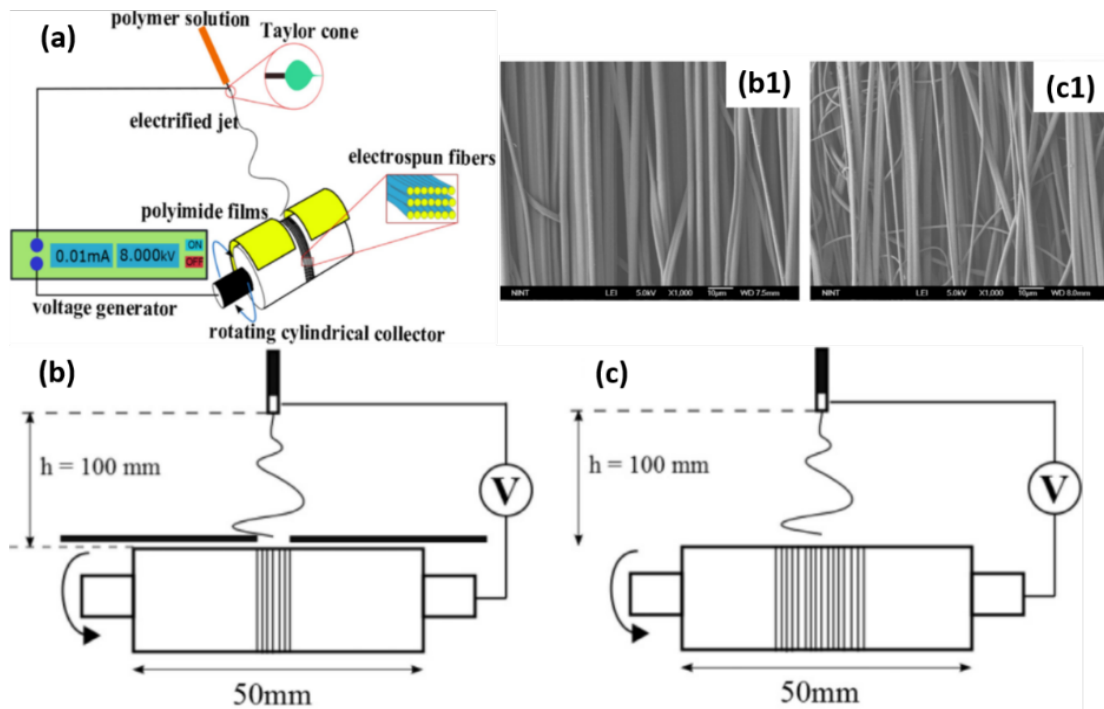 (a)
polymer solution
Taylor cone
electrified jet
electrospun fibers
polyimide films
0.01mA
8.000kV
ON
OFF
voltage generator
rotating cylindrical collector
(b1)
NINT LEI 5.0kV X1,000 10μm WD 7.5mm
(c1)
NINT LEI 5.0kV X1,000 10μm WD 8.0mm
(b)
h = 100 mm
V
50mm
(c)
h = 100 mm
V
50mm